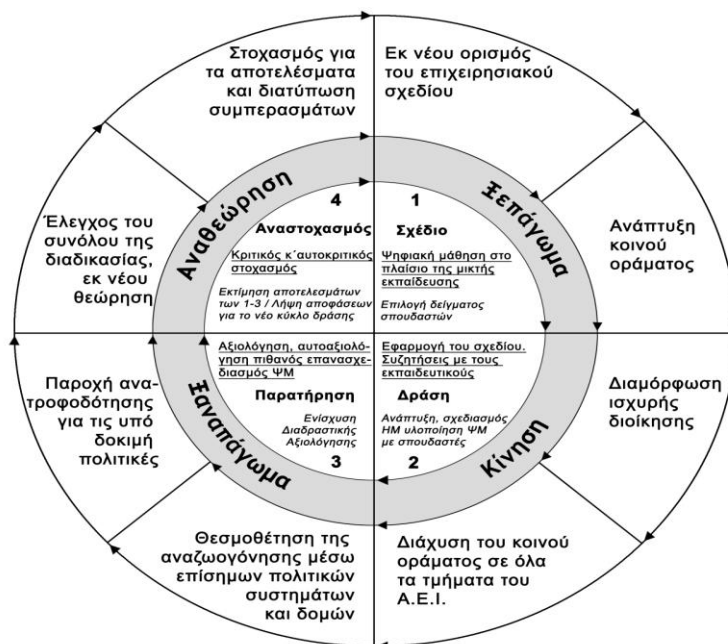 Στοχασμός για
τα αποτελέσματα
και διατύπωση
συμπερασμάτων
Εκ νέου ορισμός
του επιχειρησιακού
σχεδίου
Ανάπτυξη
κοινού
οράματος
Διαμόρφωση
ισχυρής
διοίκησης
Διάχυση του κοινού
οράματος σε όλα
τα τμήματα του
Α.Ε.Ι.
Θεσμοθέτηση της
αναζωογόνησης μέσω
επίσημων πολιτικών
συστημάτων
και δομών
Παροχή ανα-
τροφοδότησης
για τις υπό
δοκιμή
πολιτικές
Έλεγχος του
συνόλου της
διαδικασίας,
εκ νέου
θεώρηση
Αναθεώρηση
Ξεπάγωμα
Κίνηση
Ξαναπάγωμα
4
Αναστοχασμός
Κριτικός κ΄αυτοκριτικός
στοχασμός
Εκτίμηση αποτελεσμάτων
των 1-3 / Λήψη αποφάσεων
για το νέο κύκλο δράσης
1
Σχέδιο
Ψηφιακή μάθηση στο
πλαίσιο της μικτής
εκπαίδευσης
Επιλογή δείγματος
σπουδαστών
Αξιολόγηση, αυτοαξιολό-
γηση πιθανός επανασχε-
διασμός ΨΜ
Παρατήρηση
Ενίσχυση
Διαδραστικής
Αξιολόγησης
3
Εφαρμογή του σχεδίου.
Συζητήσεις με τους
εκπαιδευτικούς
Δράση
Ανάπτυξη, σχεδιασμός
ΗΜ υλοποίηση ΨΜ
με σπουδαστές
2